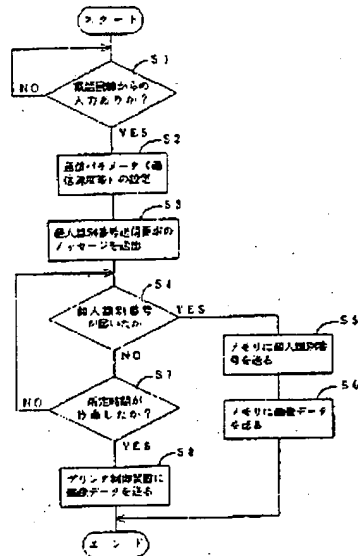 スタート
S1
電話回線からの
入力ありか?
NO
YES
S2
通信パラメータ(通
信速度等)の設定
S3
個人識別番号送信要求の
メッセージを送出
S4
個人識別番号
が届いたか
YES
NO
S5
メモリに個人識別番
号を送る
S7
所定時間が
経過したか?
NO
YES
S6
メモリに画像データ
を送る
S8
プリンタ制御装置に
画像データを送る
エンド